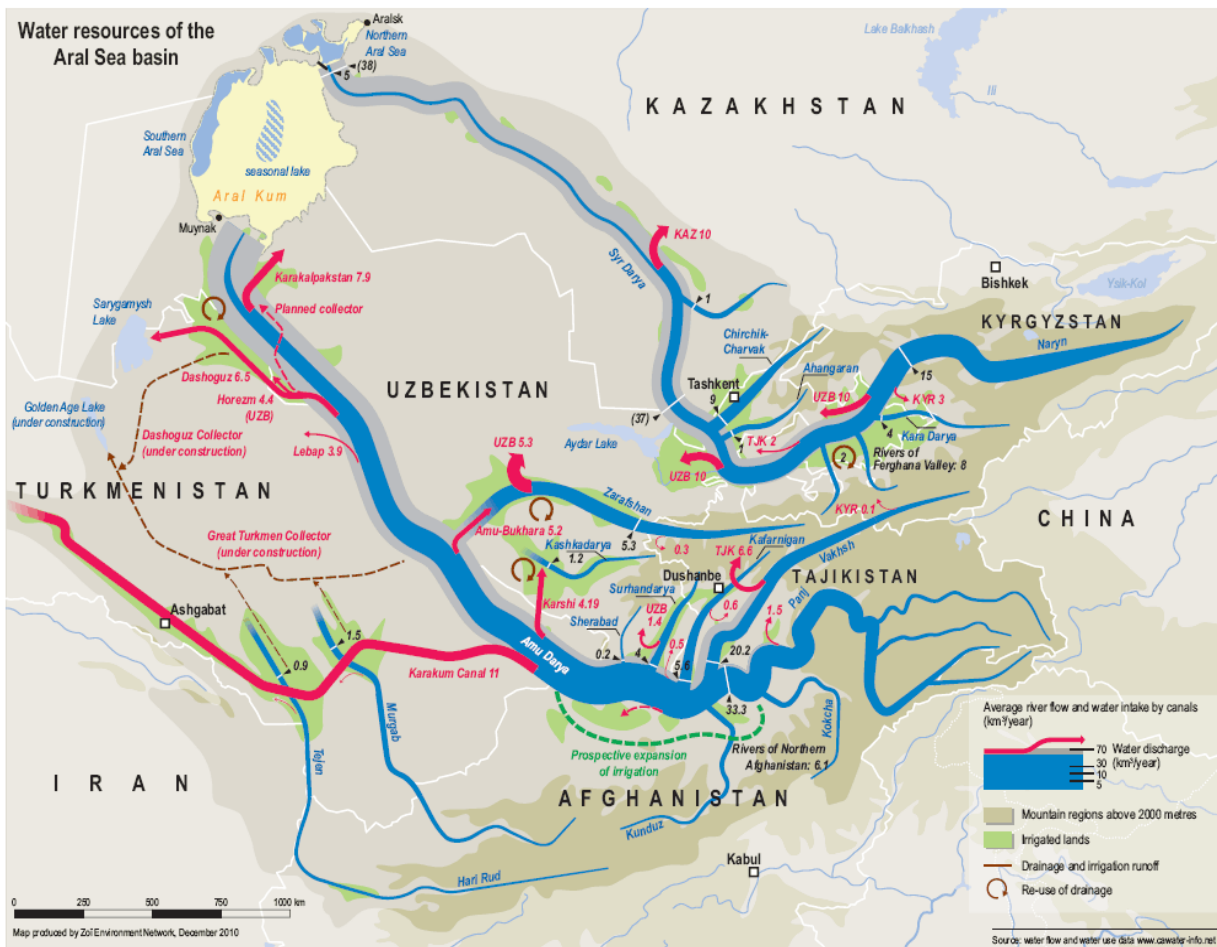 Water resources of the
Aral Sea basin
Aralsk
Northern
Aral Sea
(38)
5
Lake Balkhash
Ili
KAZAKHSTAN
Southern
Aral Sea
seasonal lake
Aral Kum
Muynak
KAZ 10
Syr Darya
Bishkek
Ysik-Kol
Karakalpakstan 7.9
Planned collector
Sarygamysh
Lake
1
Chirchik-
Charvak
KYRGYZSTAN
Naryn
Ahangaran
15
Dashoguz 6.5
UZBEKISTAN
Tashkent
9
UZB 10
KYR 3
Horezm 4.4
(UZB)
Golden Age Lake
(under construction)
(37)
Kara Darya
4
Dashoguz Collector
(under construction)
UZB 5.3
Aydar Lake
1
TJK 2
Lebap 3.9
2
Rivers of
Ferghana Valley: 8
UZB 10
TURKMENISTAN
Zarafshan
KYR 0.1
CHINA
Amu-Bukhara 5.2
Great Turkmen Collector
(under construction)
5.3
0.3
Kafarnigan
Vakhsh
Kashkadarya
1.2
TJK 6.6
Dushanbe
TAJIKISTAN
Surhandarya
Panj
Ashgabat
Karshi 4.19
UZB
1.4
0.6
1.5
Sherabad
Amu Darya
0.5
1.5
0.2
4
5.6
20.2
0.9
Karakum Canal 11
33.3
Murgab
Kokcha
Tejan
Prospective expansion
of irrigation
Rivers of Northern
Afghanistan: 6.1
IRAN
AFGHANISTAN
Kunduz
Kabul
Hari Rud
Average river flow and water intake by canals
(km³/year)
70 Water discharge
30 (km³/year)
10
5
Mountain regions above 2000 metres
Irrigated lands
Drainage and irrigation runoff
Re-use of drainage
0 250 500 750 1000 km
Map produced by Zoï Environment Network, December 2010
Source: water flow and water use data www.cawater-info.net